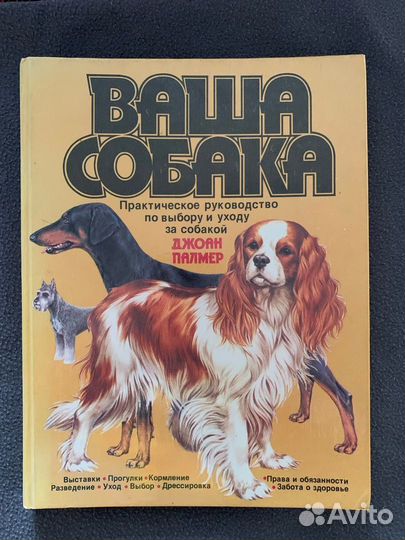 ВАША
СОБАКА
Практическое руководство
по выбору и уходу
за собакой
ДЖОАН
ПАЛМЕР
Выставки • Прогулки • Кормление
Разведение • Уход • Выбор • Дрессировка
• Права и обязанности
• Забота о здоровье
Avito